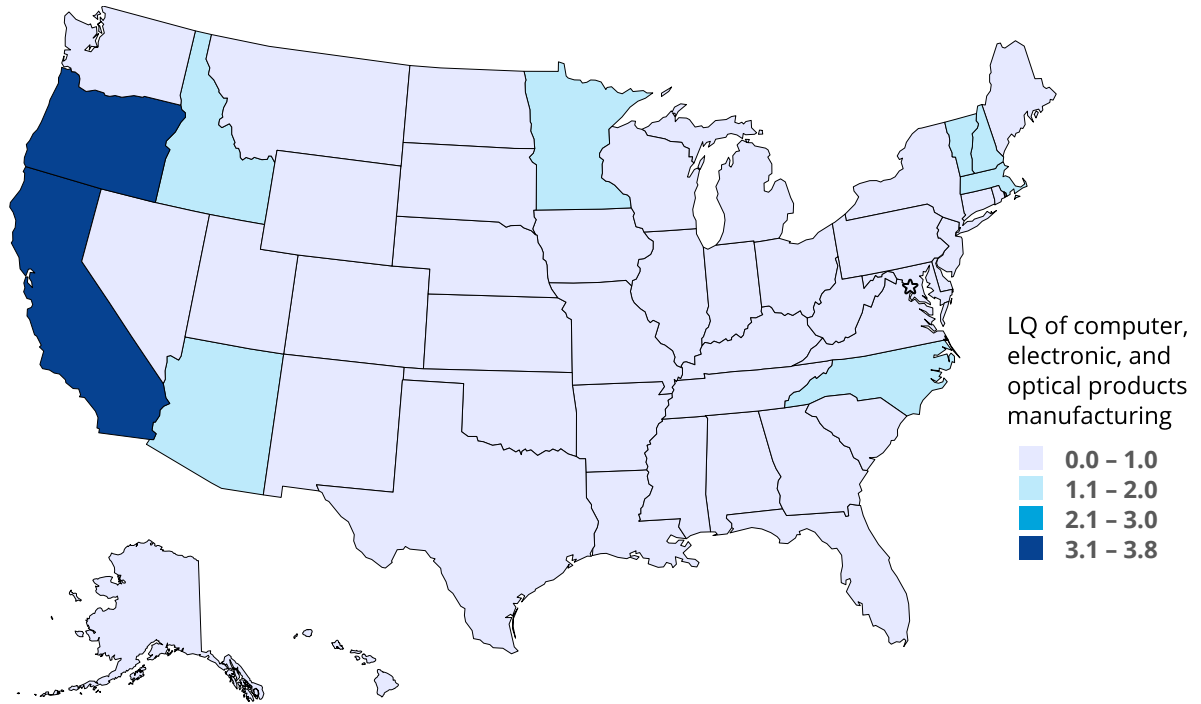 LQ of computer,
electronic, and
optical products
manufacturing
0.0 – 1.0
1.1 – 2.0
2.1 – 3.0
3.1 – 3.8